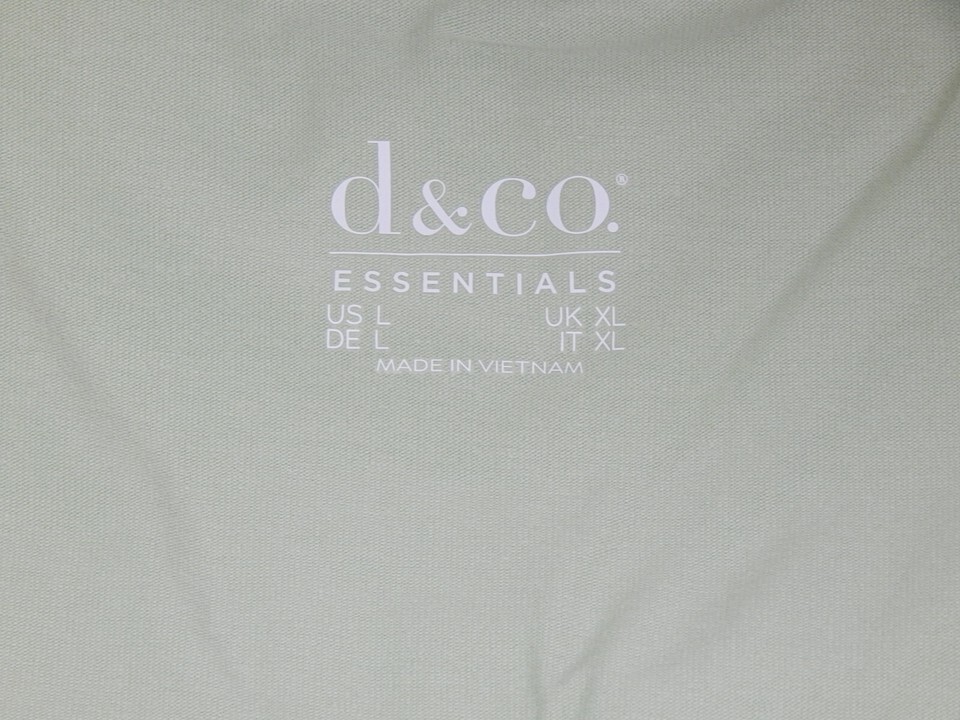 d&co.®
ESSENTIALS
US L UK XL
DE L IT XL
MADE IN VIETNAM